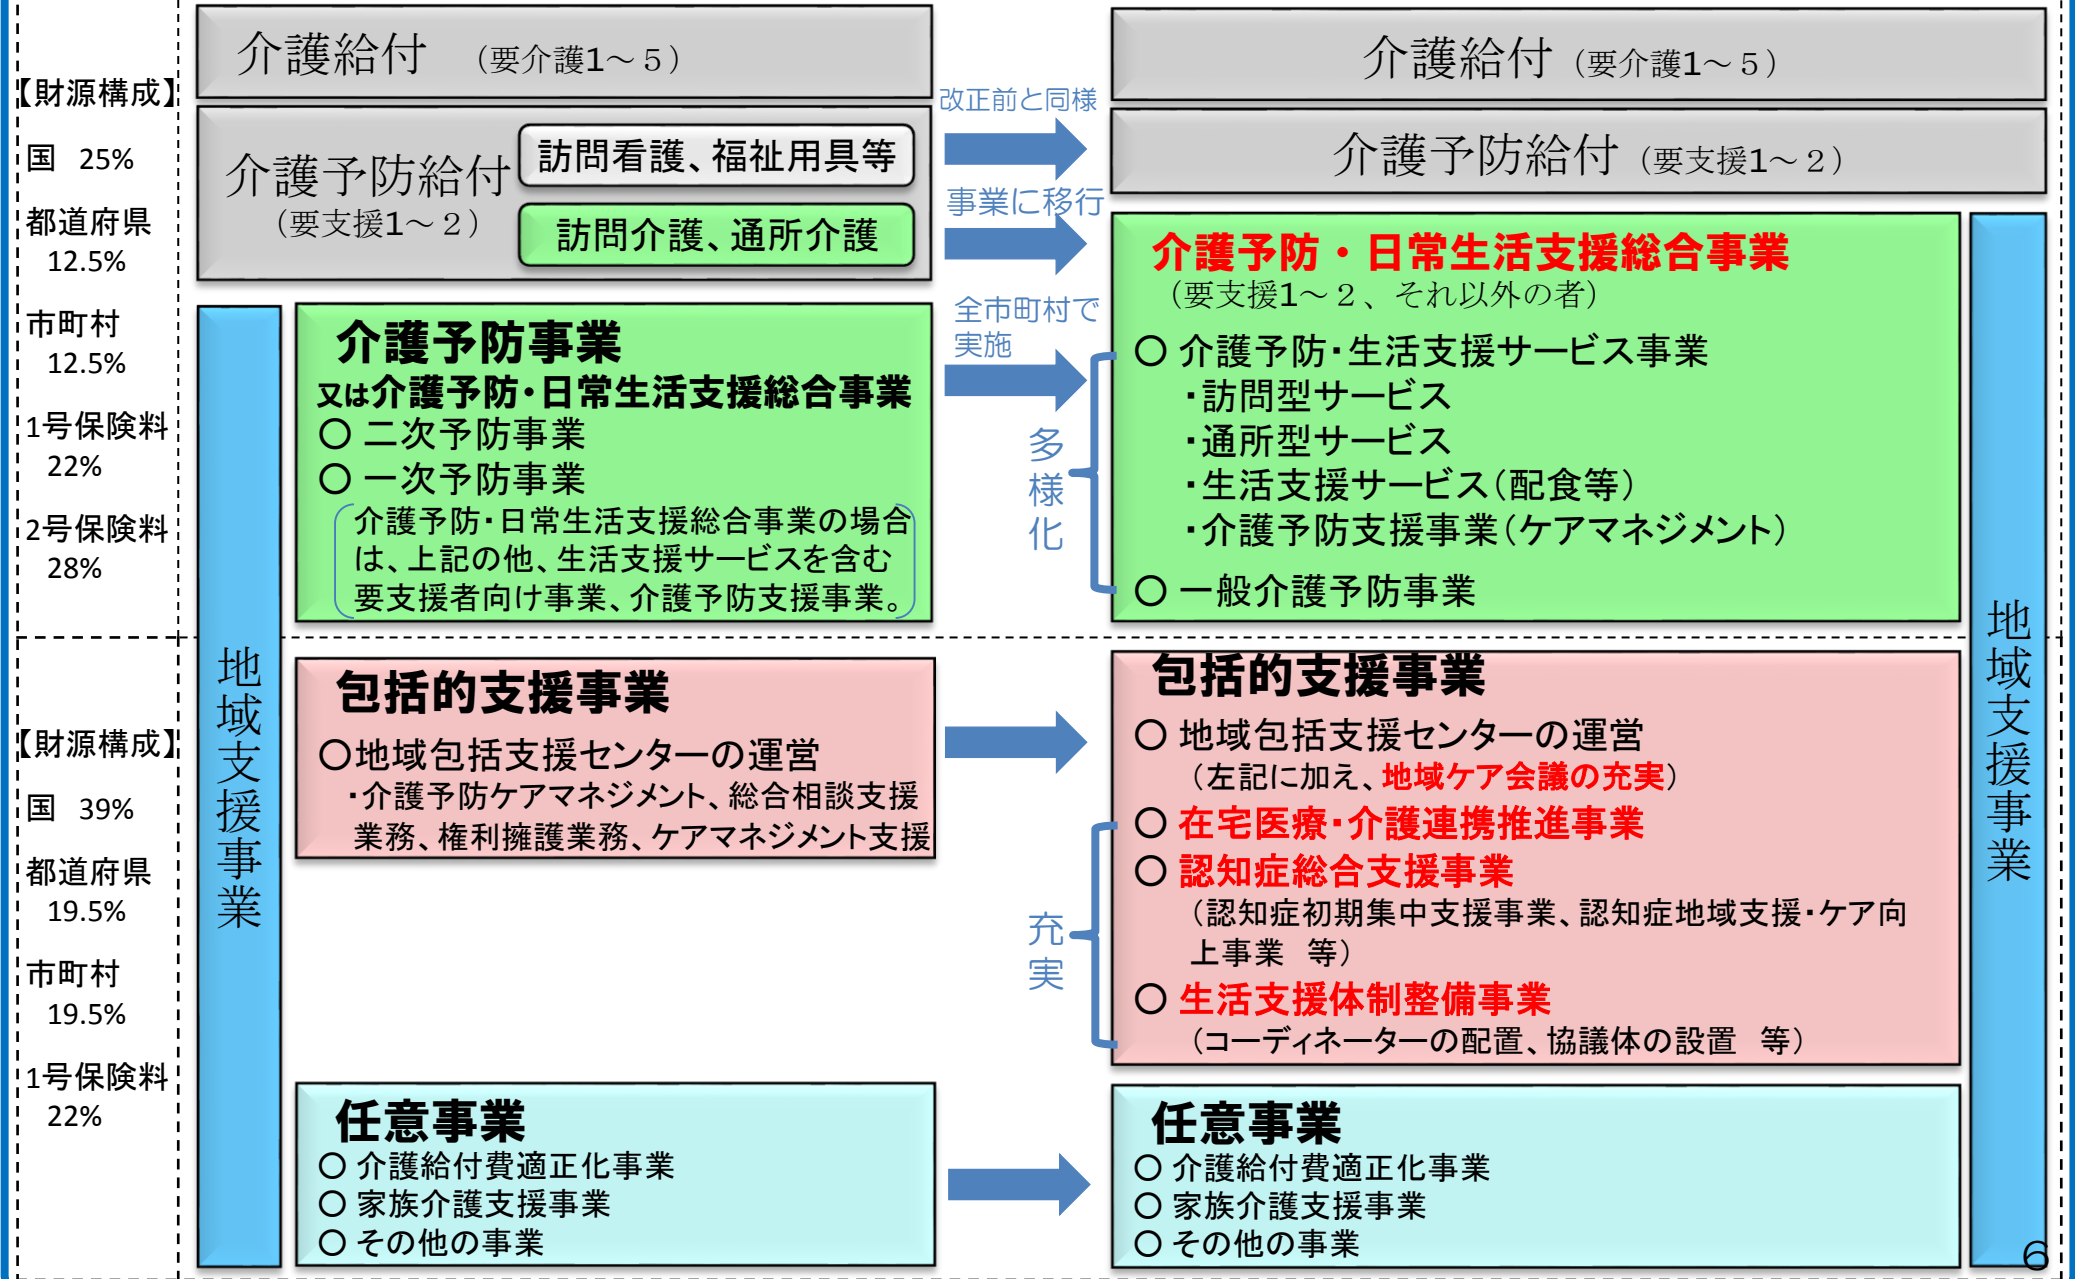 【財源構成】
国 25%
都道府県
12.5%
市町村
12.5%
1号保険料
22%
2号保険料
28%
【財源構成】
国 39%
都道府県
19.5%
市町村
19.5%
1号保険料
22%
介護給付 (要介護1～５)
介護予防給付
(要支援1～２)
訪問看護、福祉用具等
訪問介護、通所介護
地域支援事業
介護予防事業
又は介護予防・日常生活支援総合事業
○ 二次予防事業
○ 一次予防事業
介護予防・日常生活支援総合事業の場合
は、上記の他、生活支援サービスを含む
要支援者向け事業、介護予防支援事業。
包括的支援事業
○地域包括支援センターの運営
・介護予防ケアマネジメント、総合相談支援
業務、権利擁護業務、ケアマネジメント支援
任意事業
○ 介護給付費適正化事業
○ 家族介護支援事業
○ その他の事業
改正前と同様
事業に移行
全市町村で
実施
多様化
充実
介護給付 (要介護1～５)
介護予防給付 (要支援1～２)
介護予防・日常生活支援総合事業
(要支援1～２、それ以外の者)
○ 介護予防・生活支援サービス事業
・訪問型サービス
・通所型サービス
・生活支援サービス(配食等)
・介護予防支援事業(ケアマネジメント)
○ 一般介護予防事業
包括的支援事業
○ 地域包括支援センターの運営
(左記に加え、地域ケア会議の充実)
○ 在宅医療・介護連携推進事業
○ 認知症総合支援事業
(認知症初期集中支援事業、認知症地域支援・ケア向
上事業 等)
○ 生活支援体制整備事業
(コーディネーターの配置、協議体の設置 等)
任意事業
○ 介護給付費適正化事業
○ 家族介護支援事業
○ その他の事業
地域支援事業
6